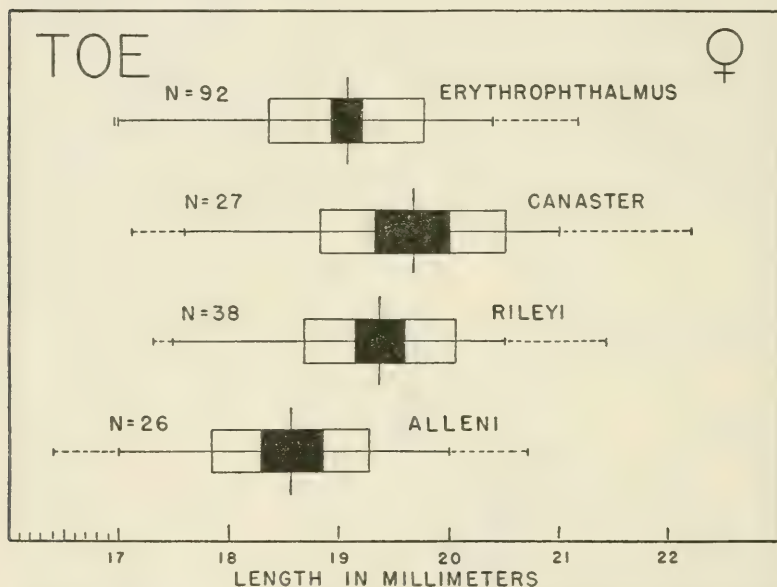 TOE ♀
N=92 ERYTHROPHTHALMUS
N=27 CANASTER
N=38 RILEYI
N=26 ALLENI
17 18 19 20 21 22
LENGTH IN MILLIMETERS